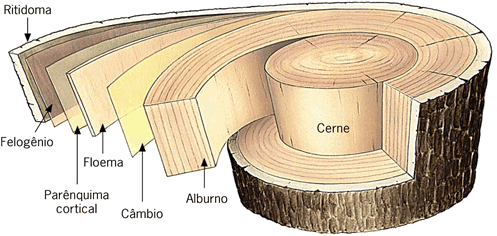 Ritidoma
Felogênio
Parênquima
cortical
Floema
Câmbio
Alburno
Cerne